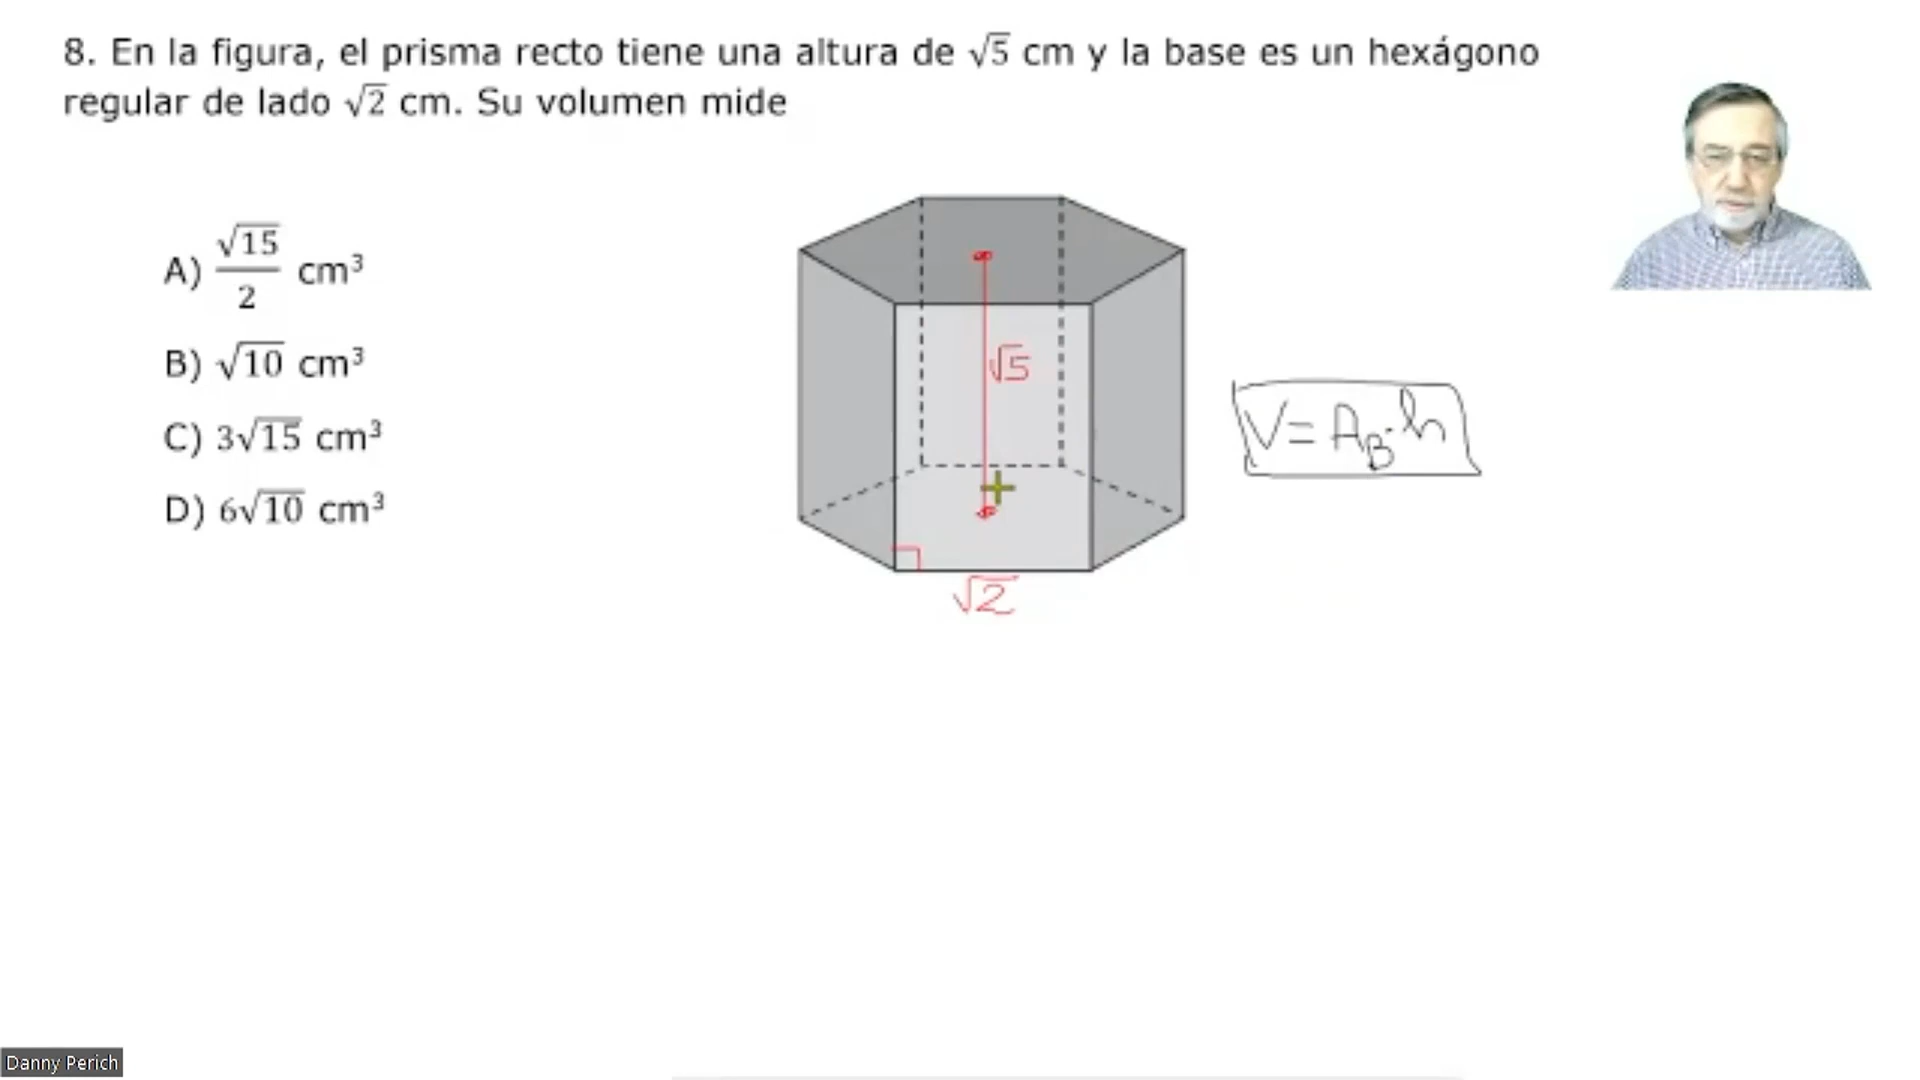 8. En la figura, el prisma recto tiene una altura de √5 cm y la base es un hexágono
regular de lado √2 cm. Su volumen mide
A) √15/2 cm³
B) √10 cm³
C) 3√15 cm³
D) 6√10 cm³
√5
V = A_B · h
√2
Danny Perich